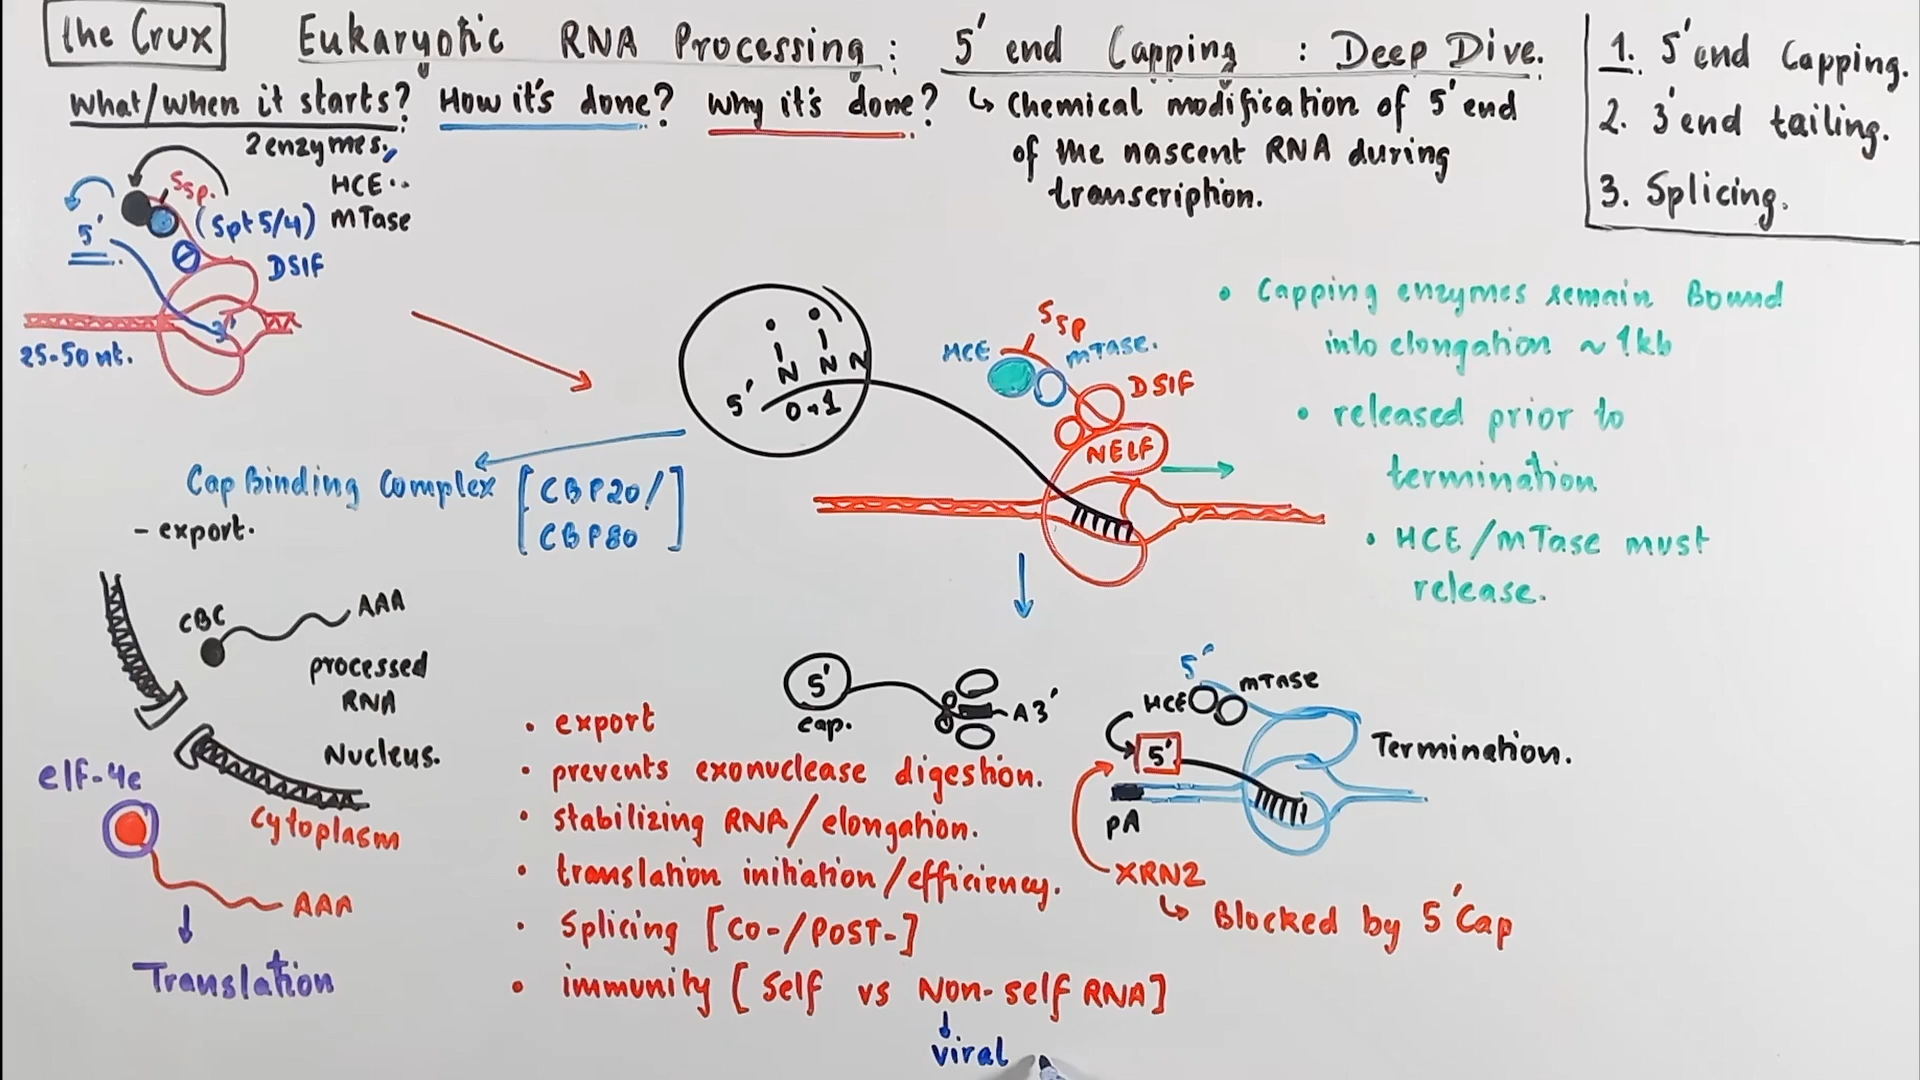 the Crux
Eukaryotic RNA Processing: 5' end Capping : Deep Dive.
What/when it starts? How it's done? Why it's done?
↳ Chemical modification of 5' end
of the nascent RNA during
transcription.
1. 5' end Capping.
2. 3' end tailing.
3. Splicing.
2 enzymes.
HCE..
mTase
S5P.
(Spt5/4)
5'
DSIF
3'
25-50 nt.
5' N N N
0 → 1
S5P
HCE
mTASE.
DSIF
NELF
• Capping enzymes remain Bound
into elongation ~ 1kb
• released prior to
termination
• HCE/mTase must
release.
Cap Binding Complex [CBP20/
CBP80]
- export.
CBC
AAA
processed
RNA
Nucleus.
Cytoplasm
eIF-4e
AAA
Translation
5'
cap.
A3'
• export
• prevents exonuclease digestion.
• stabilizing RNA/elongation.
• translation initiation/efficiency.
• Splicing [CO-/POST-]
• immunity [Self vs Non-self RNA]
viral
5'
HCE
mTASE
5'
Termination.
PA
XRN2
↳ Blocked by 5' Cap